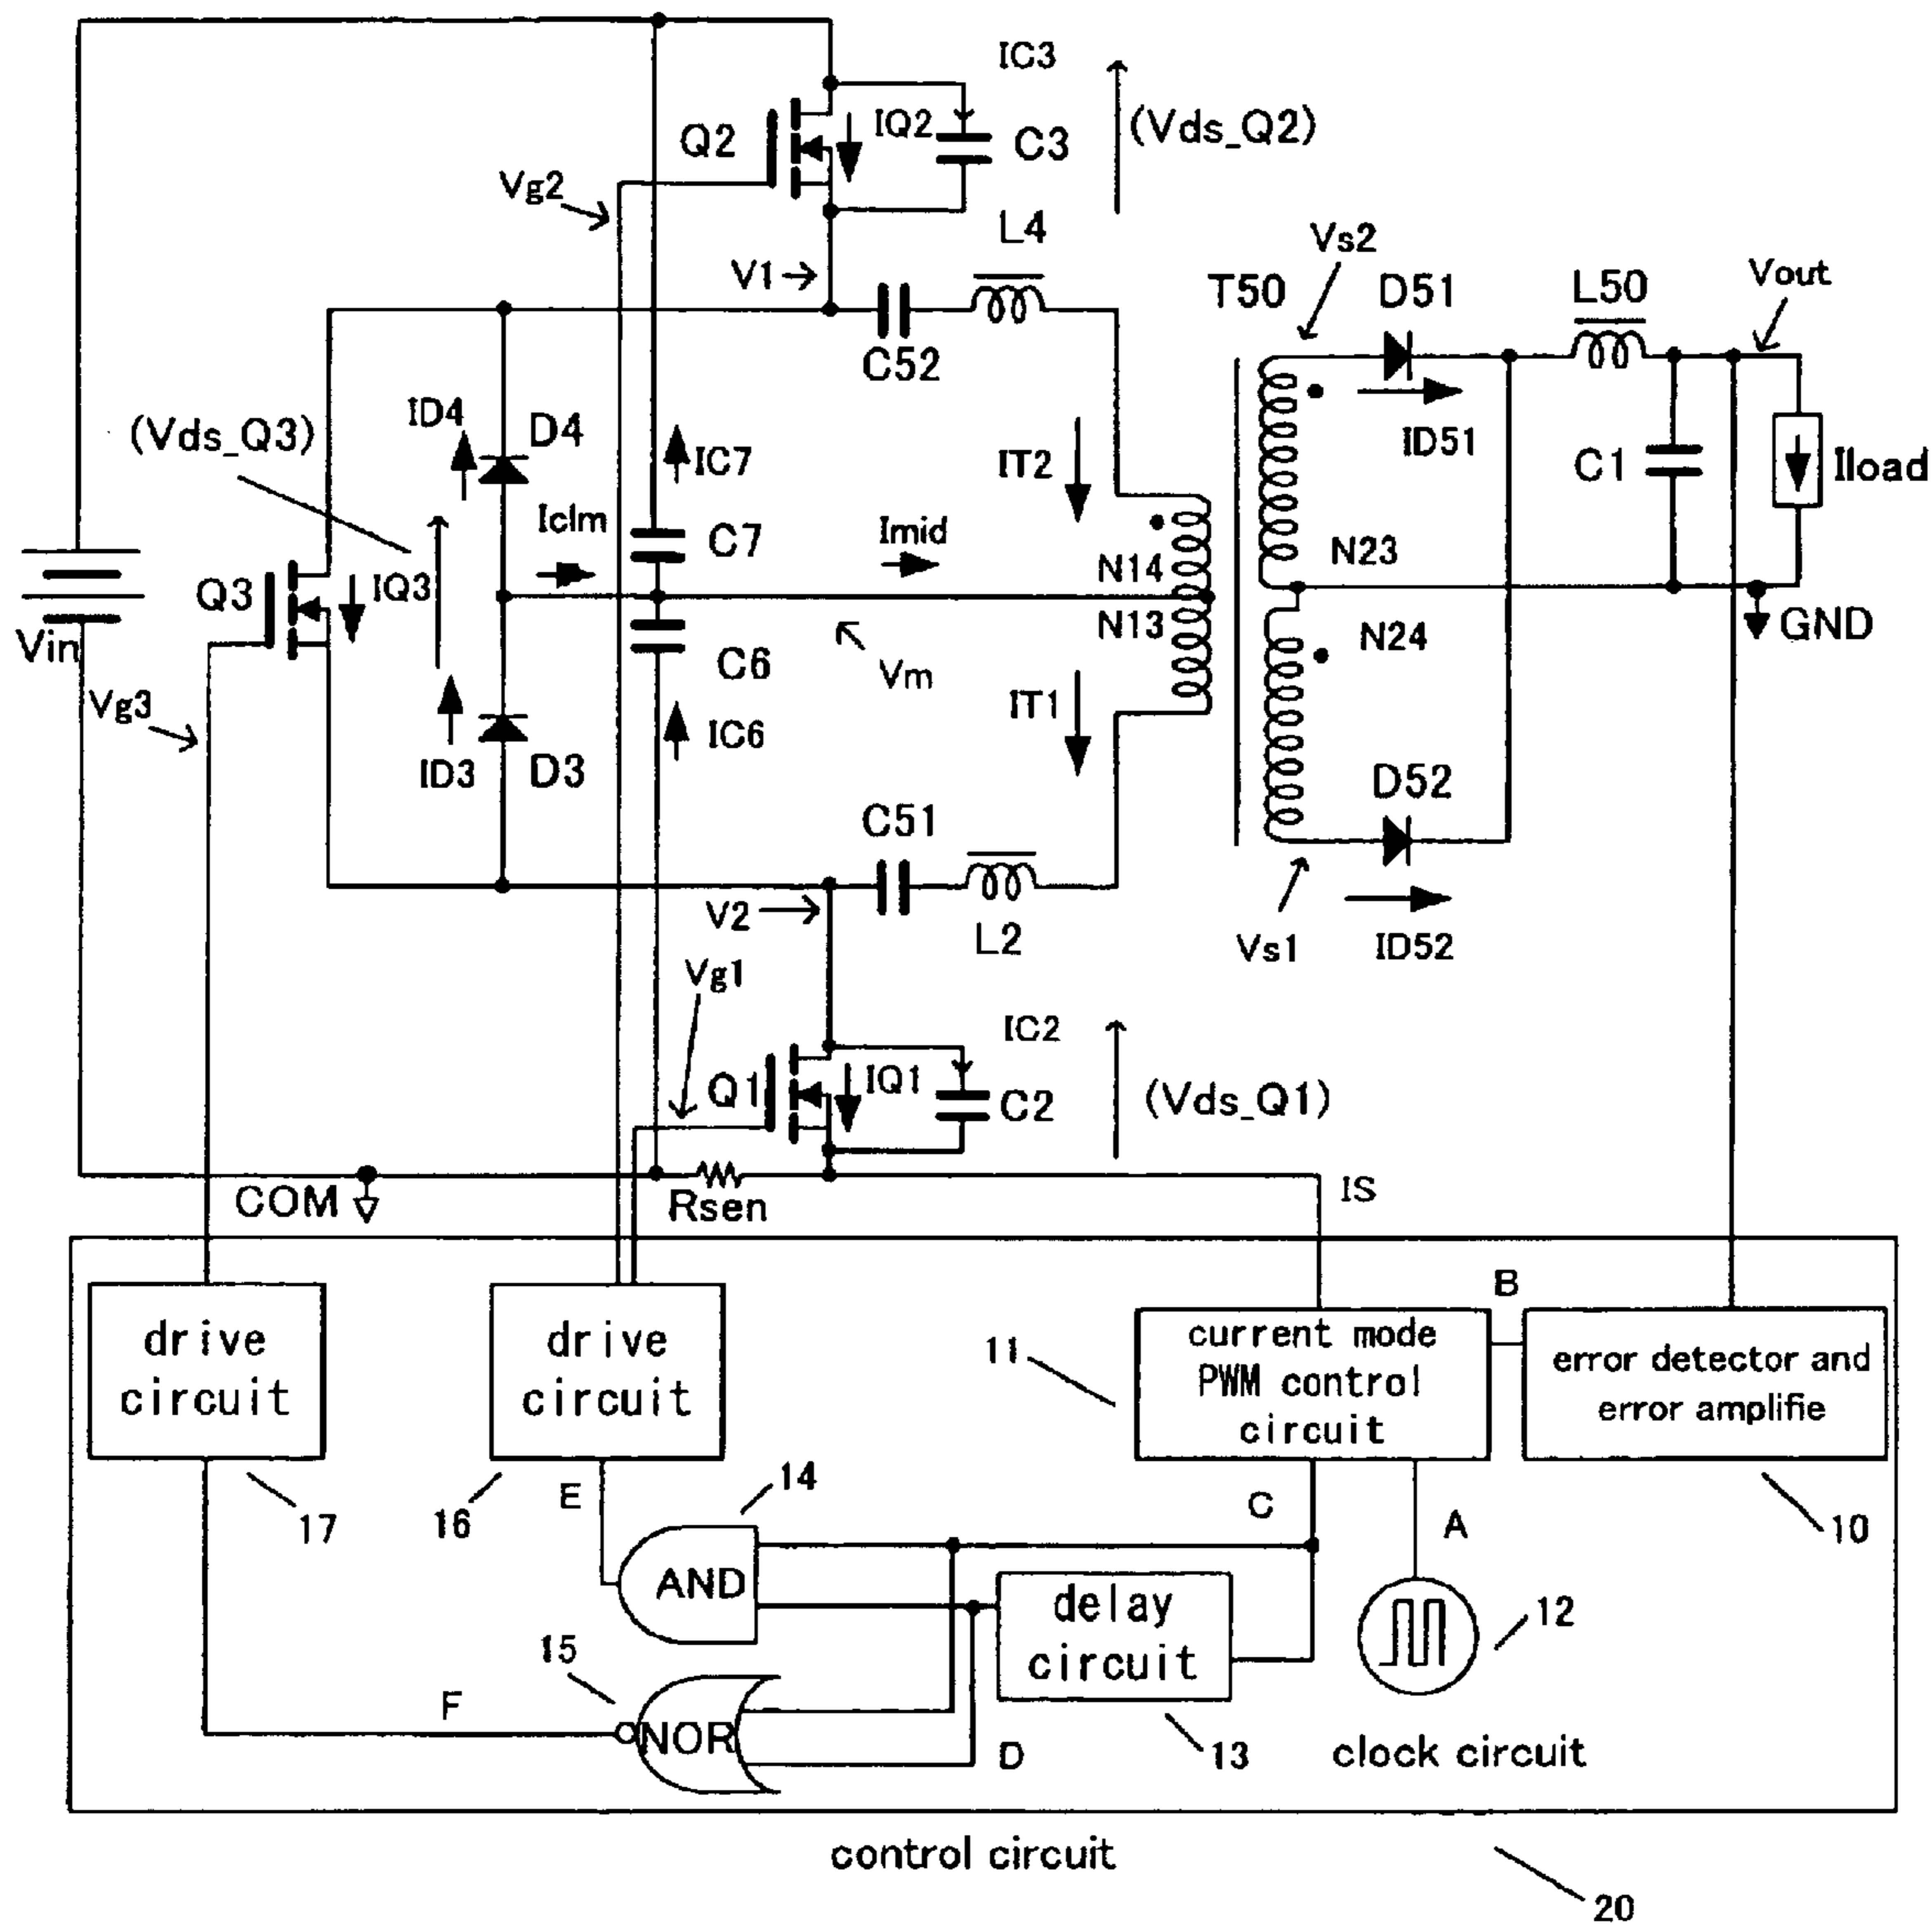 IC3
Q2
IQ2
C3
(Vds_Q2)
Vg2
L4
V1
Vs2
T50
D51
L50
Vout
C52
ID4
D4
(Vds_Q3)
IC7
IT2
ID51
C1
Iload
Iclm
C7
Imid
N14
N23
Q3
IQ3
N13
N24
GND
Vin
C6
Vm
Vg3
IT1
IC6
ID3
D3
D52
C51
V2
L2
Vs1
ID52
Vg1
IC2
Q1
IQ1
C2
(Vds_Q1)
COM
Rsen
IS
B
drive
circuit
drive
circuit
11
current mode
PWM control
circuit
error detector and
error amplifie
17
16
E
14
C
A
10
AND
delay
circuit
12
15
F
NOR
D
13
clock circuit
control circuit
20